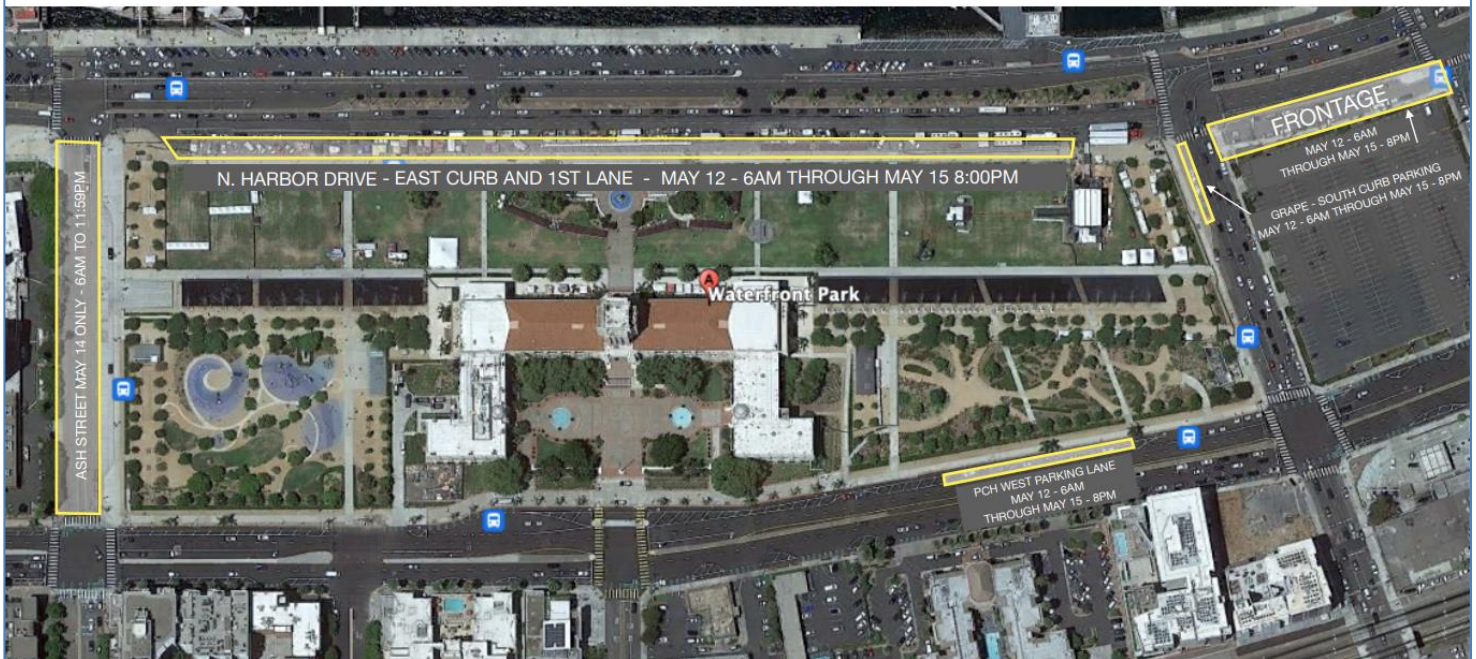 FRONTAGE
MAY 12 - 6AM
THROUGH MAY 15 - 8PM
N. HARBOR DRIVE - EAST CURB AND 1ST LANE - MAY 12 - 6AM THROUGH MAY 15 8:00PM
GRAPE - SOUTH CURB PARKING
MAY 12 - 6AM THROUGH MAY 15 - 8PM
ASH STREET MAY 14 ONLY - 6AM TO 11:59PM
A
Waterfront Park
PCH WEST PARKING LANE
MAY 12 - 6AM
THROUGH MAY 15 - 8PM